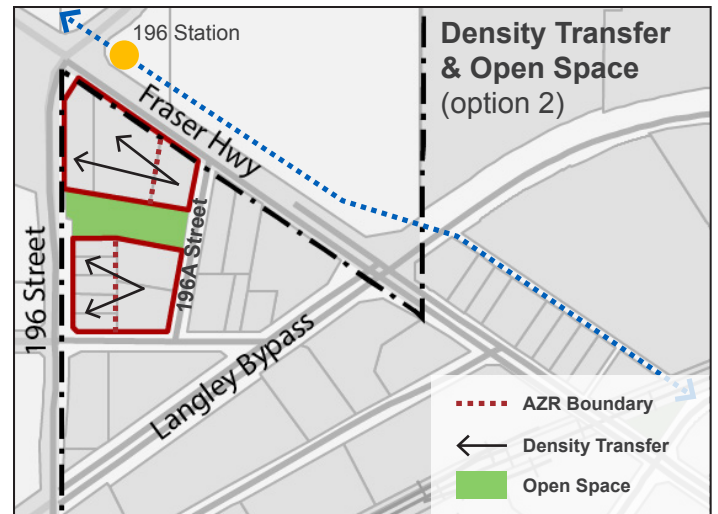 196 Station
Density Transfer
& Open Space
(option 2)
Fraser Hwy
196 Street
196A Street
Langley Bypass
AZR Boundary
Density Transfer
Open Space